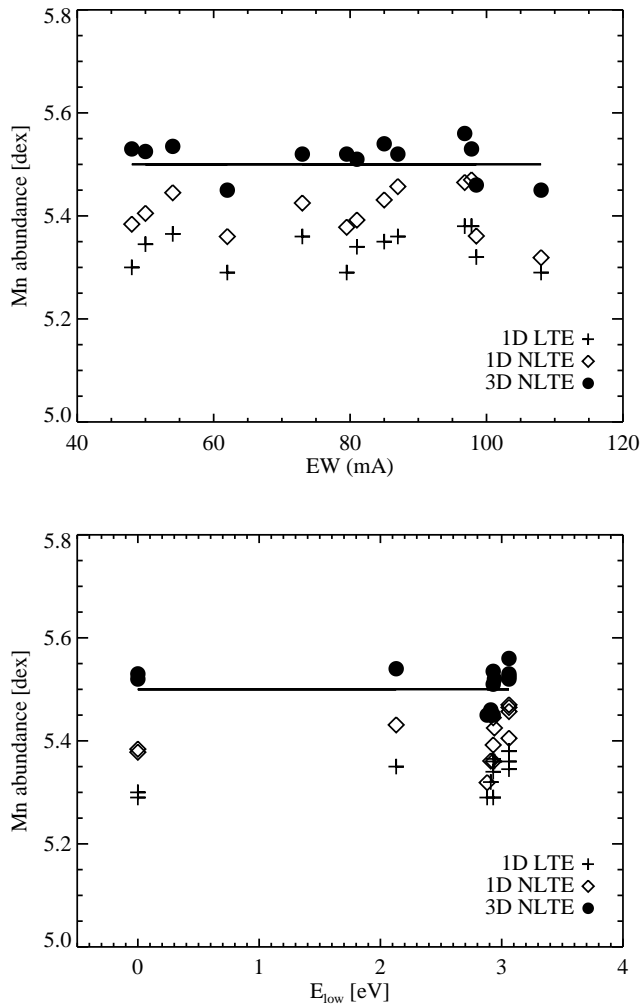 5.8
5.6
5.4
5.2
5.0
Mn abundance [dex]
1D LTE
1D NLTE
3D NLTE
40 60 80 100 120
EW (mA)
5.8
5.6
5.4
5.2
5.0
Mn abundance [dex]
1D LTE
1D NLTE
3D NLTE
0 1 2 3 4
E_low [eV]